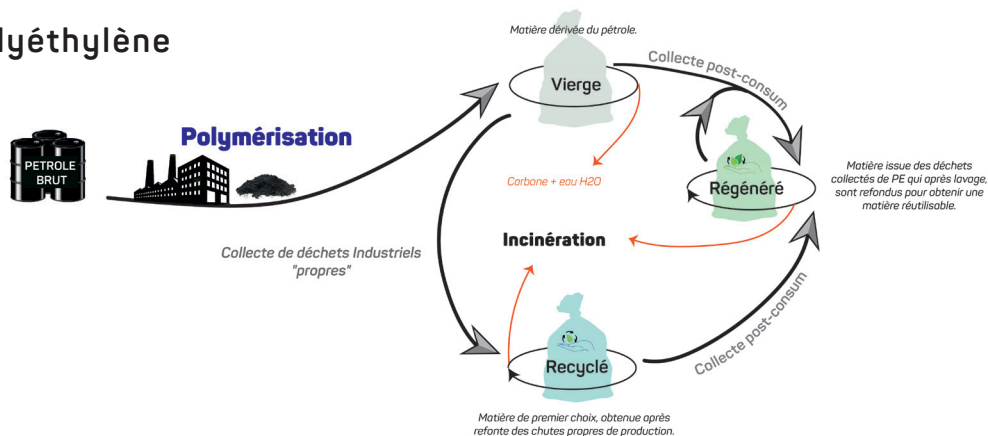 lyéthylène
Matière dérivée du pétrole.
Vierge
Collecte post-consum
Polymérisation
PETROLE
BRUT
Carbone + eau H2O
Régénéré
Matière issue des déchets
collectés de PE qui après lavage,
sont refondus pour obtenir une
matière réutilisable.
Collecte de déchets Industriels
"propres"
Incinération
Recyclé
Collecte post-consum
Matière de premier choix, obtenue après
refonte des chutes propres de production.